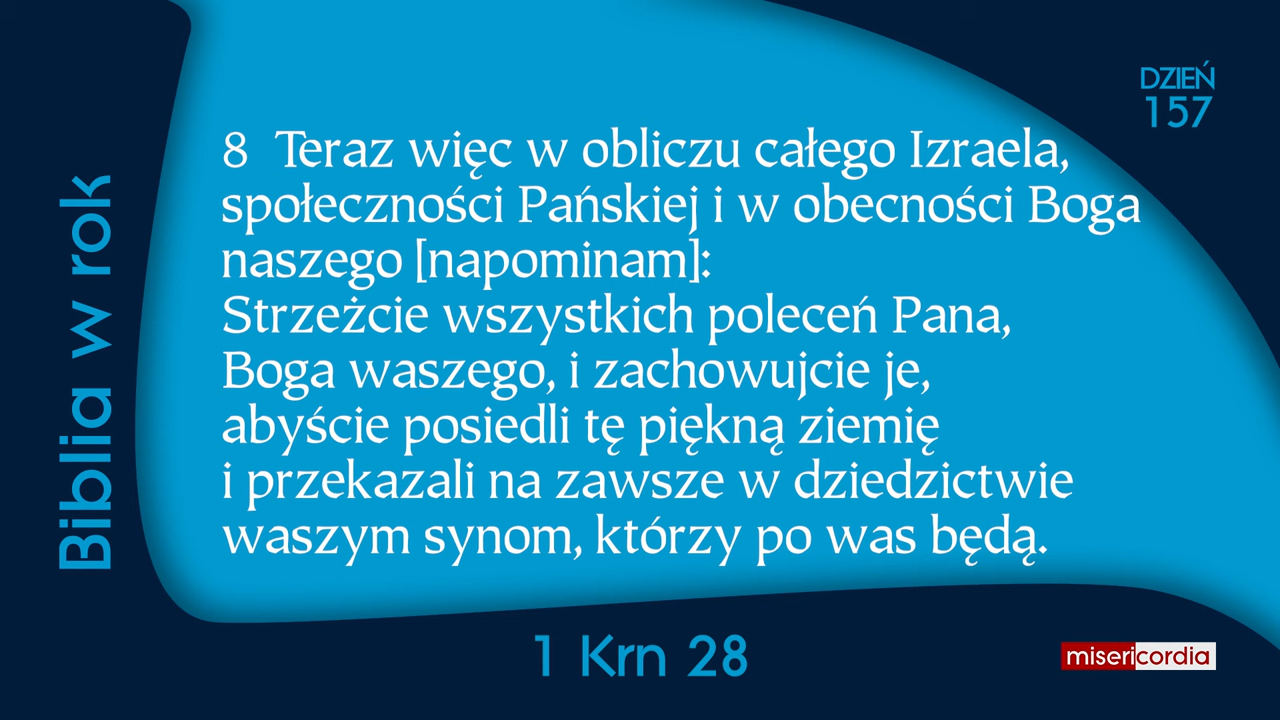 DZIEŃ
157
8 Teraz więc w obliczu całego Izraela,
społeczności Pańskiej i w obecności Boga
naszego [napominam]:
Strzeżcie wszystkich poleceń Pana,
Boga waszego, i zachowujcie je,
abyście posiedli tę piękną ziemię
i przekazali na zawsze w dziedzictwie
waszym synom, którzy po was będą.
Biblia w rok
1 Krn 28
misericordia